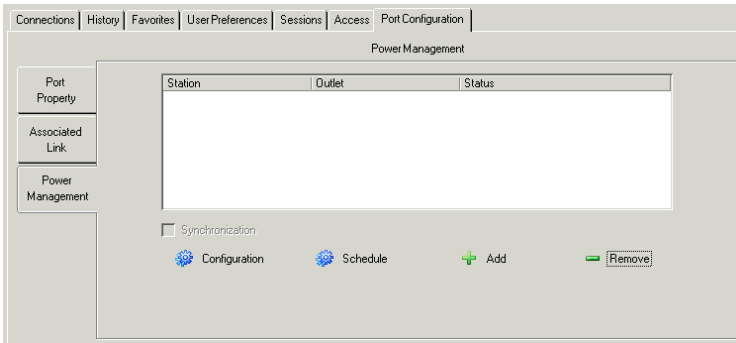 Connections History Favorites User Preferences Sessions Access Port Configuration
Power Management
Port
Property
Associated
Link
Power
Management
Station Outlet Status
Synchronization
Configuration Schedule Add Remove